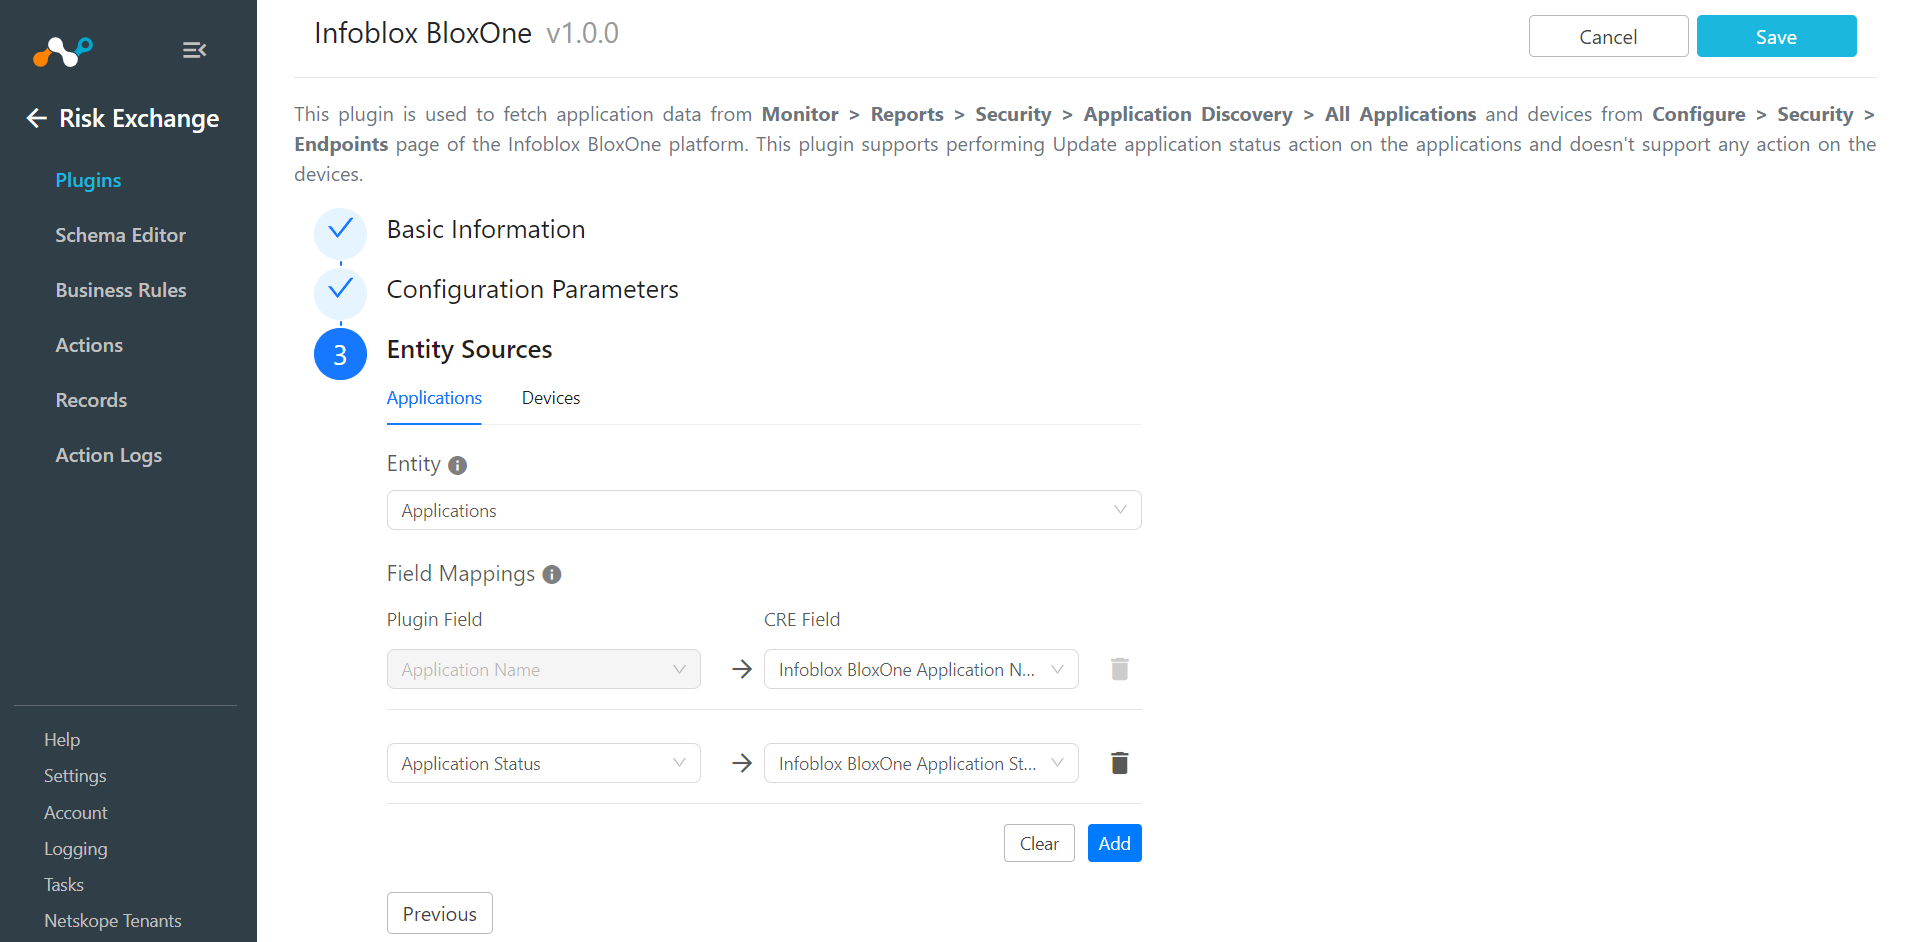 Infoblox BloxOne v1.0.0
Cancel
Save
Risk Exchange
Plugins
Schema Editor
Business Rules
Actions
Records
Action Logs
Help
Settings
Account
Logging
Tasks
Netskope Tenants
This plugin is used to fetch application data from Monitor > Reports > Security > Application Discovery > All Applications and devices from Configure > Security >
Endpoints page of the Infoblox BloxOne platform. This plugin supports performing Update application status action on the applications and doesn't support any action on the
devices.
Basic Information
Configuration Parameters
3 Entity Sources
Applications Devices
Entity
Applications
Field Mappings
Plugin Field CRE Field
Application Name Infoblox BloxOne Application N...
Application Status Infoblox BloxOne Application St...
Clear Add
Previous